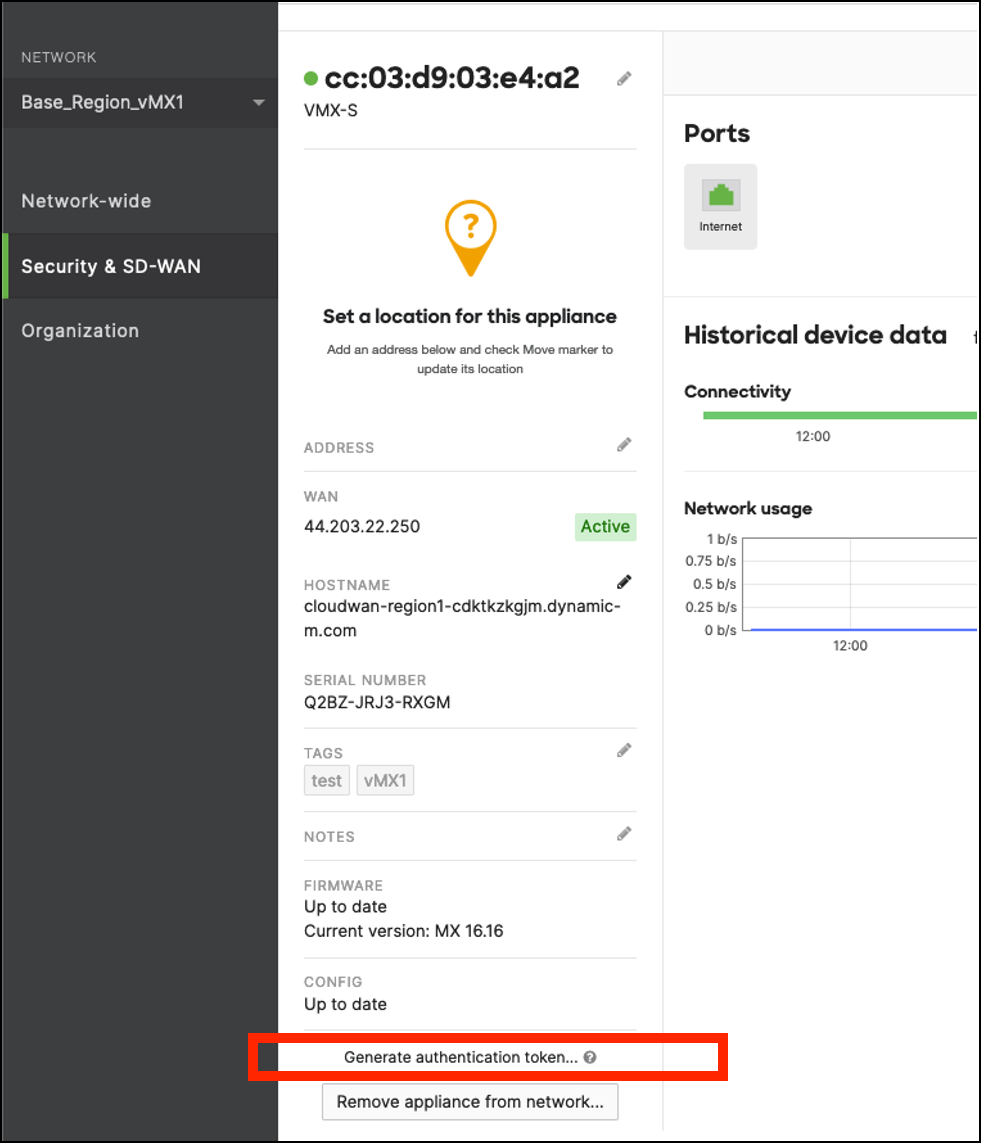 NETWORK
Base_Region_vMX1
Network-wide
Security & SD-WAN
Organization
cc:03:d9:03:e4:a2
VMX-S
?
Set a location for this appliance
Add an address below and check Move marker to
update its location
ADDRESS
WAN
44.203.22.250
Active
HOSTNAME
cloudwan-region1-cdktkzkgjm.dynamic-
m.com
SERIAL NUMBER
Q2BZ-JRJ3-RXGM
TAGS
test vMX1
NOTES
FIRMWARE
Up to date
Current version: MX 16.16
CONFIG
Up to date
Generate authentication token... ?
Remove appliance from network...
Ports
Internet
Historical device data
Connectivity
12:00
Network usage
1 b/s
0.75 b/s
0.5 b/s
0.25 b/s
0 b/s
12:00